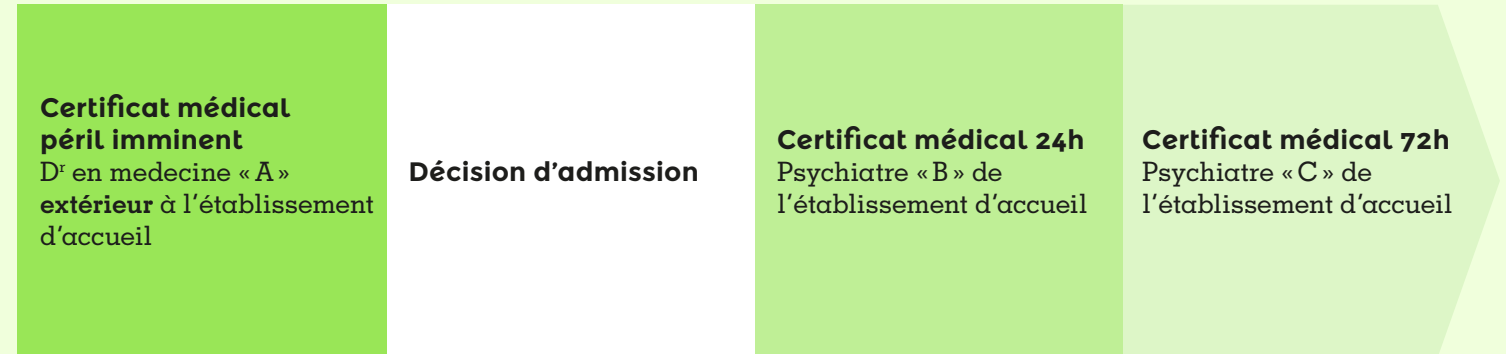 Certificat médical
péril imminent
Dʳ en medecine « A »
extérieur à l'établissement
d'accueil
Décision d'admission
Certificat médical 24h
Psychiatre « B » de
l'établissement d'accueil
Certificat médical 72h
Psychiatre « C » de
l'établissement d'accueil